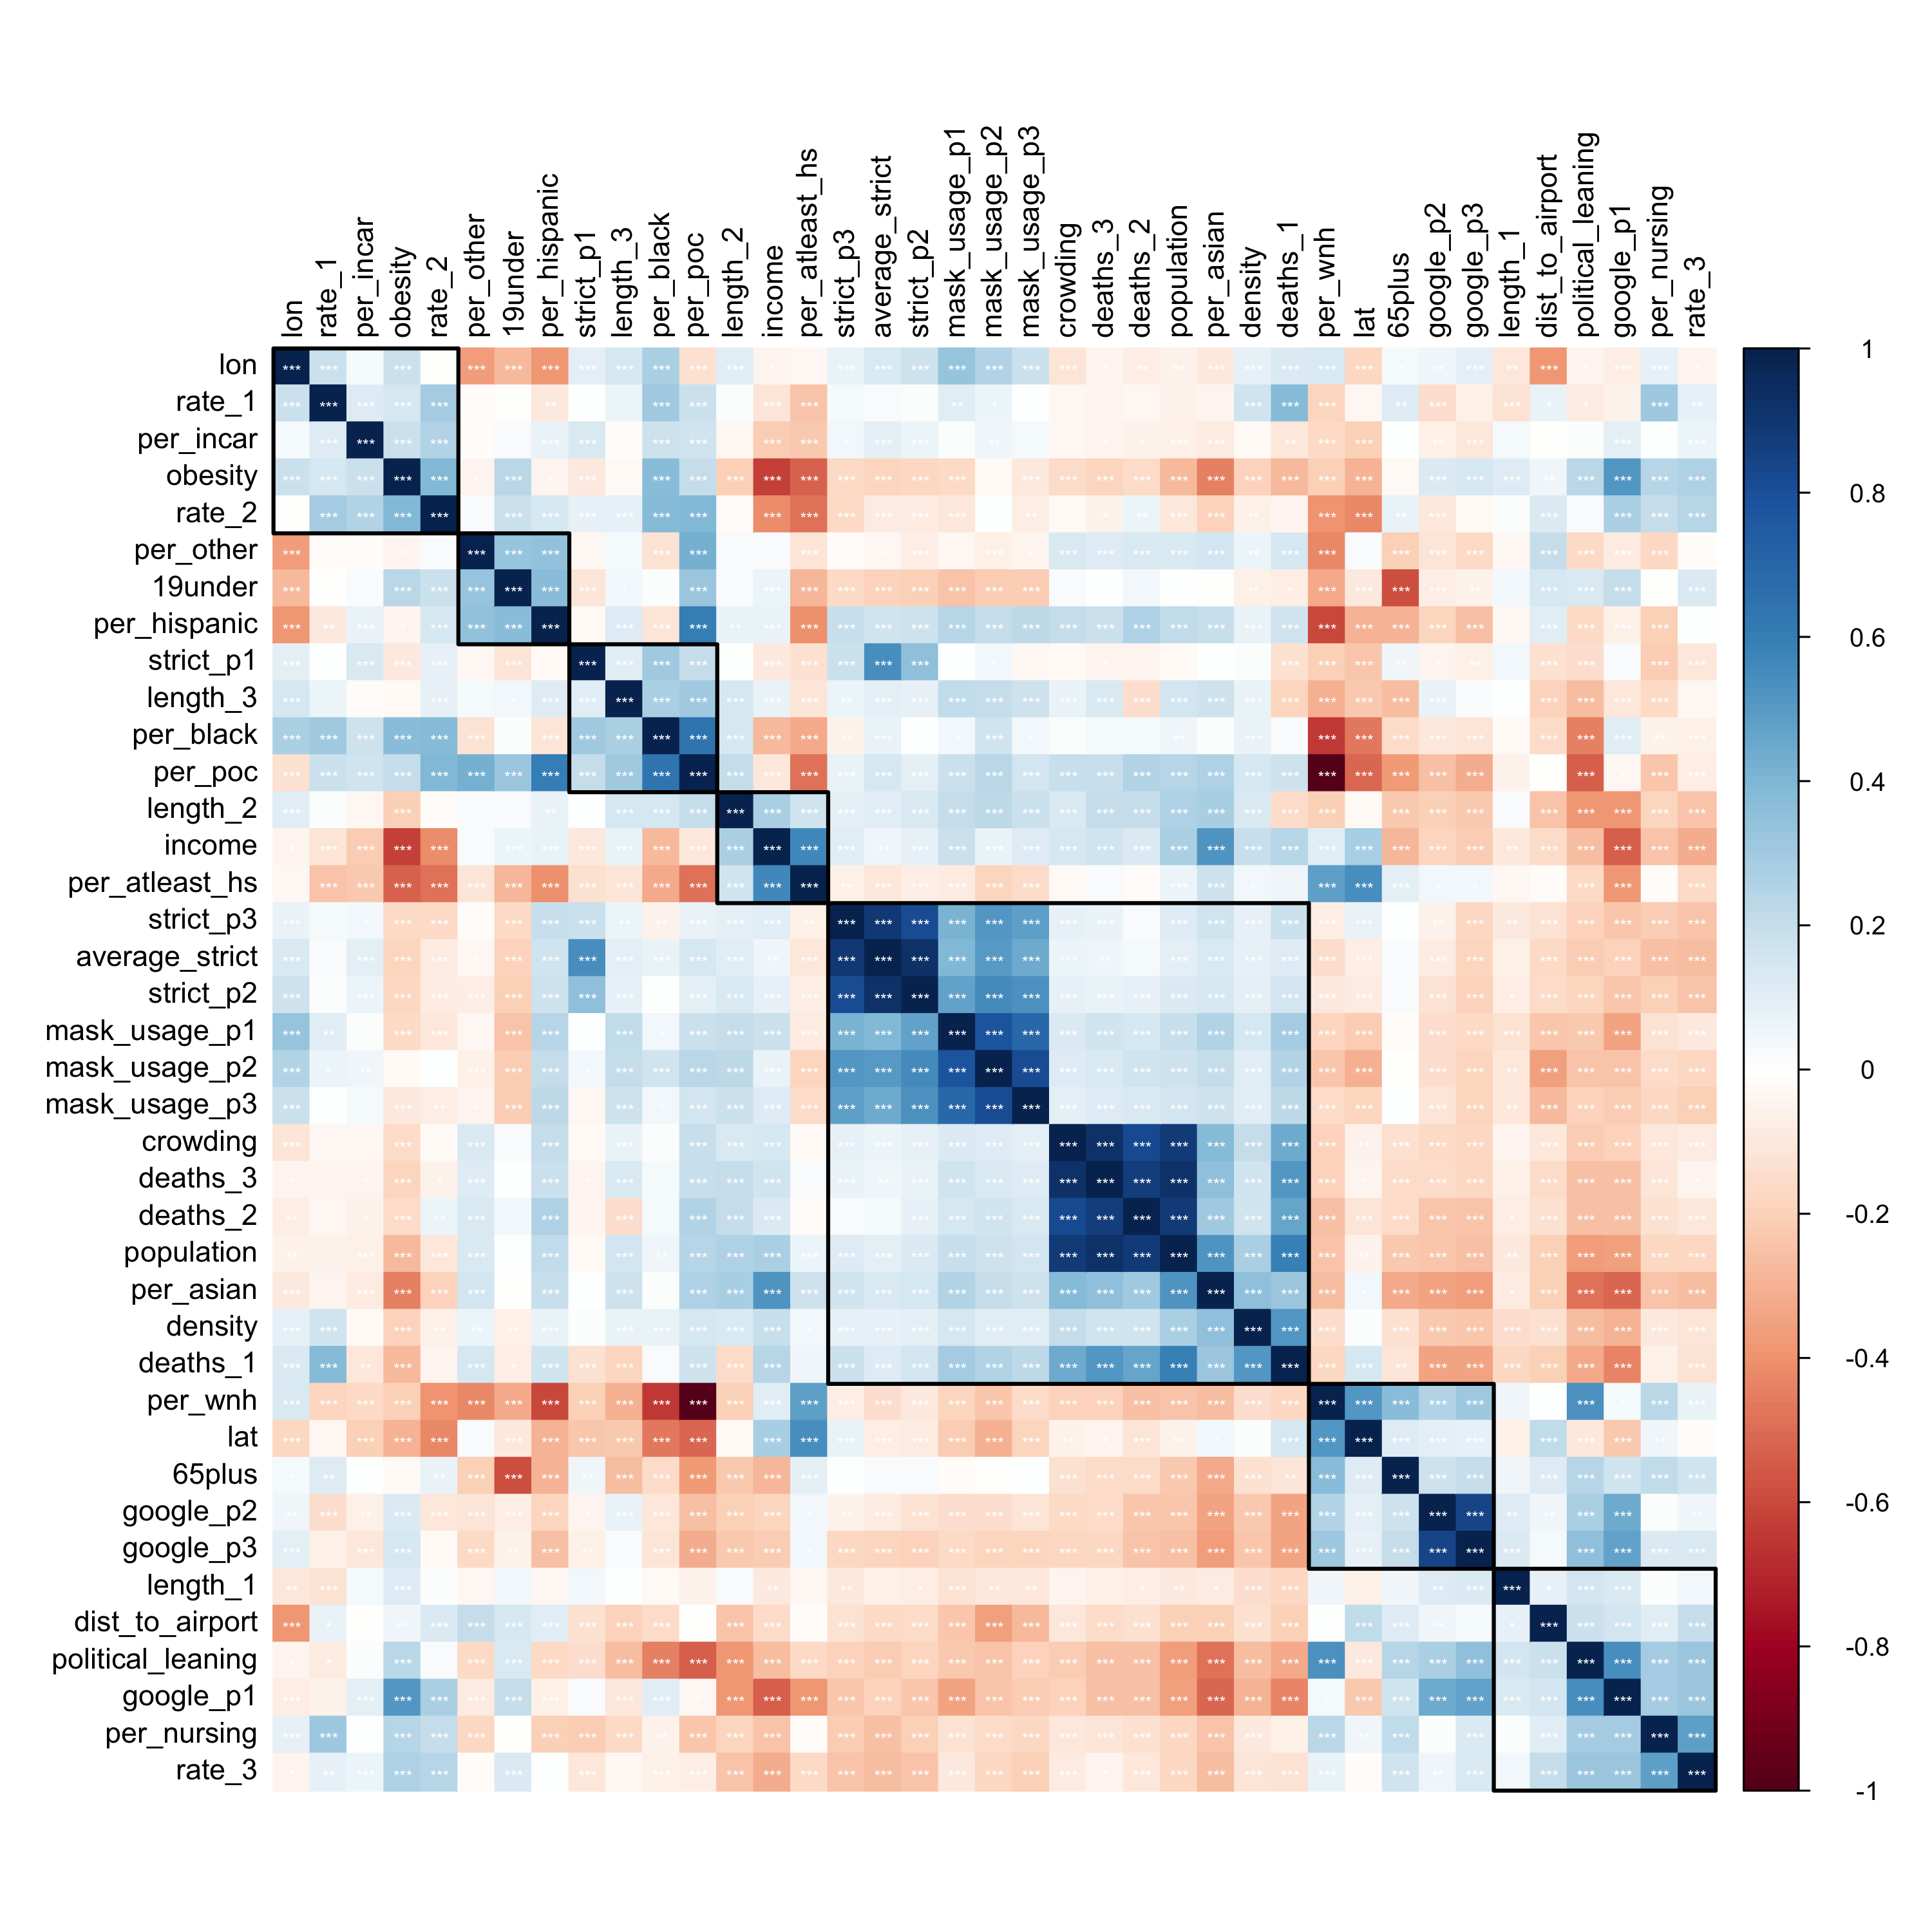 lon
rate_1
per_incar
obesity
rate_2
per_other
19under
per_hispanic
strict_p1
length_3
per_black
per_poc
length_2
income
per_atleast_hs
strict_p3
average_strict
strict_p2
mask_usage_p1
mask_usage_p2
mask_usage_p3
crowding
deaths_3
deaths_2
population
per_asian
density
deaths_1
per_wnh
lat
65plus
google_p2
google_p3
length_1
dist_to_airport
political_leaning
google_p1
per_nursing
rate_3
lon
rate_1
per_incar
obesity
rate_2
per_other
19under
per_hispanic
strict_p1
length_3
per_black
per_poc
length_2
income
per_atleast_hs
strict_p3
average_strict
strict_p2
mask_usage_p1
mask_usage_p2
mask_usage_p3
crowding
deaths_3
deaths_2
population
per_asian
density
deaths_1
per_wnh
lat
65plus
google_p2
google_p3
length_1
dist_to_airport
political_leaning
google_p1
per_nursing
rate_3
1
0.8
0.6
0.4
0.2
0
-0.2
-0.4
-0.6
-0.8
-1